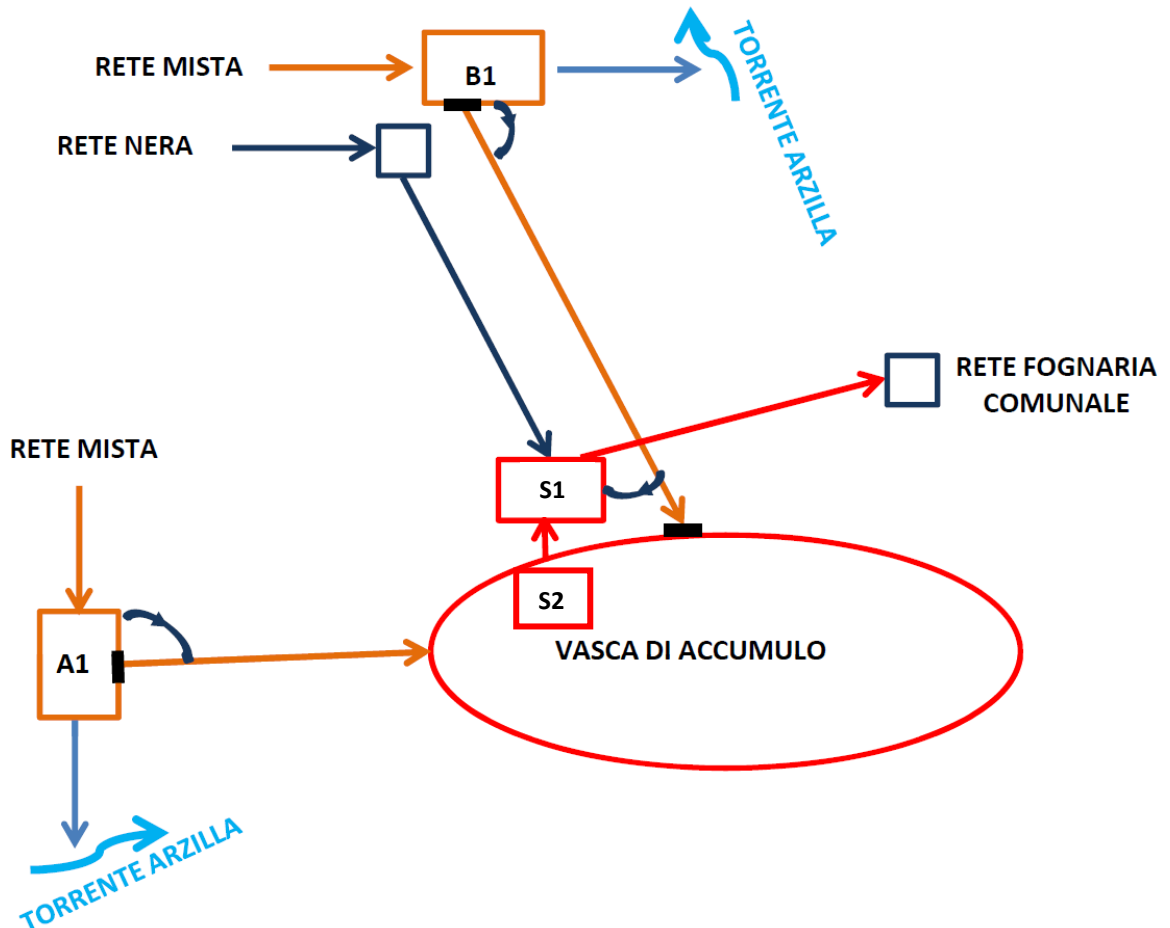 RETE MISTA
B1
TORRENTE ARZILLA
RETE NERA
RETE FOGNARIA
COMUNALE
RETE MISTA
S1
S2
VASCA DI ACCUMULO
A1
TORRENTE ARZILLA